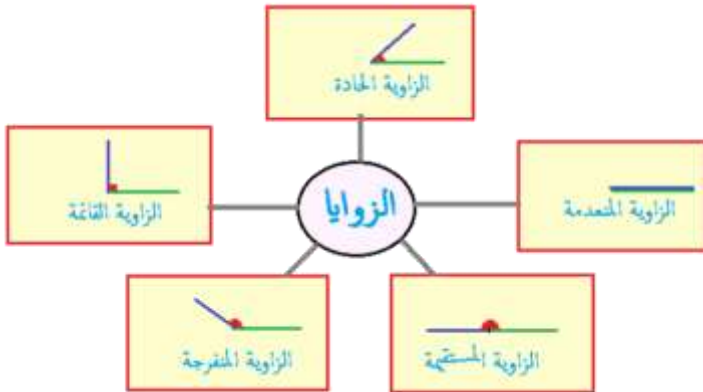 الزاوية الحادة
الزاوية القائمة
الزوايا
الزاوية المنعدمة
الزاوية المنفرجة
الزاوية المستقيمة